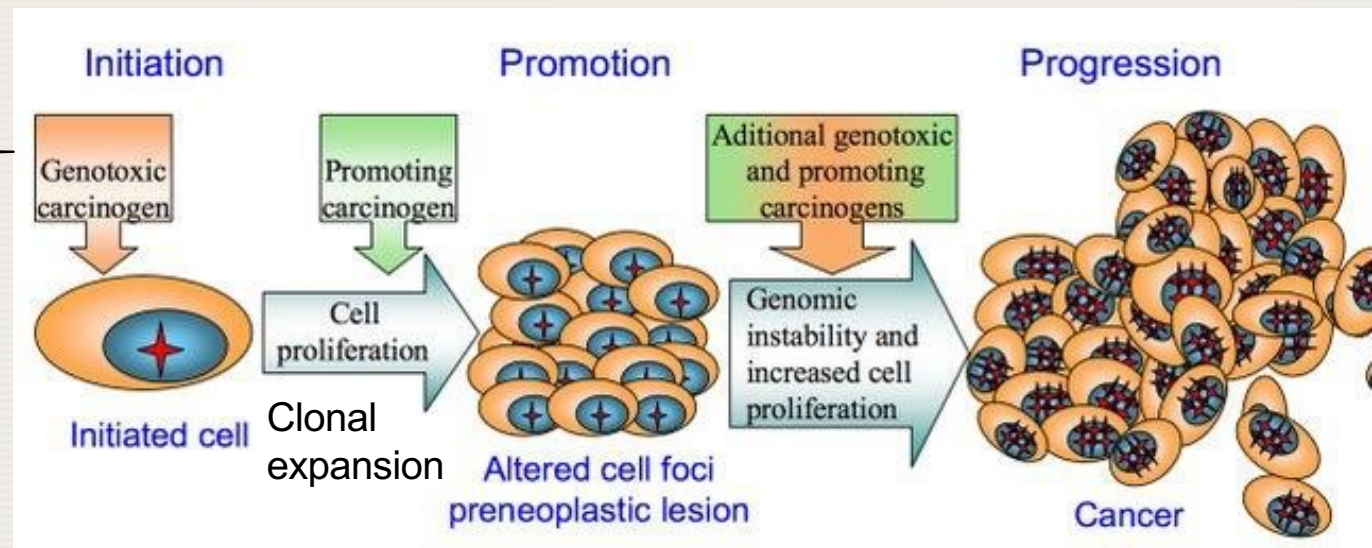 Initiation
Promotion
Progression
Genotoxic
carcinogen
Promoting
carcinogen
Aditional genotoxic
and promoting
carcinogens
Cell
proliferation
Genomic
instability and
increased cell
proliferation
Initiated cell
Clonal
expansion
Altered cell foci
preneoplastic lesion
Cancer